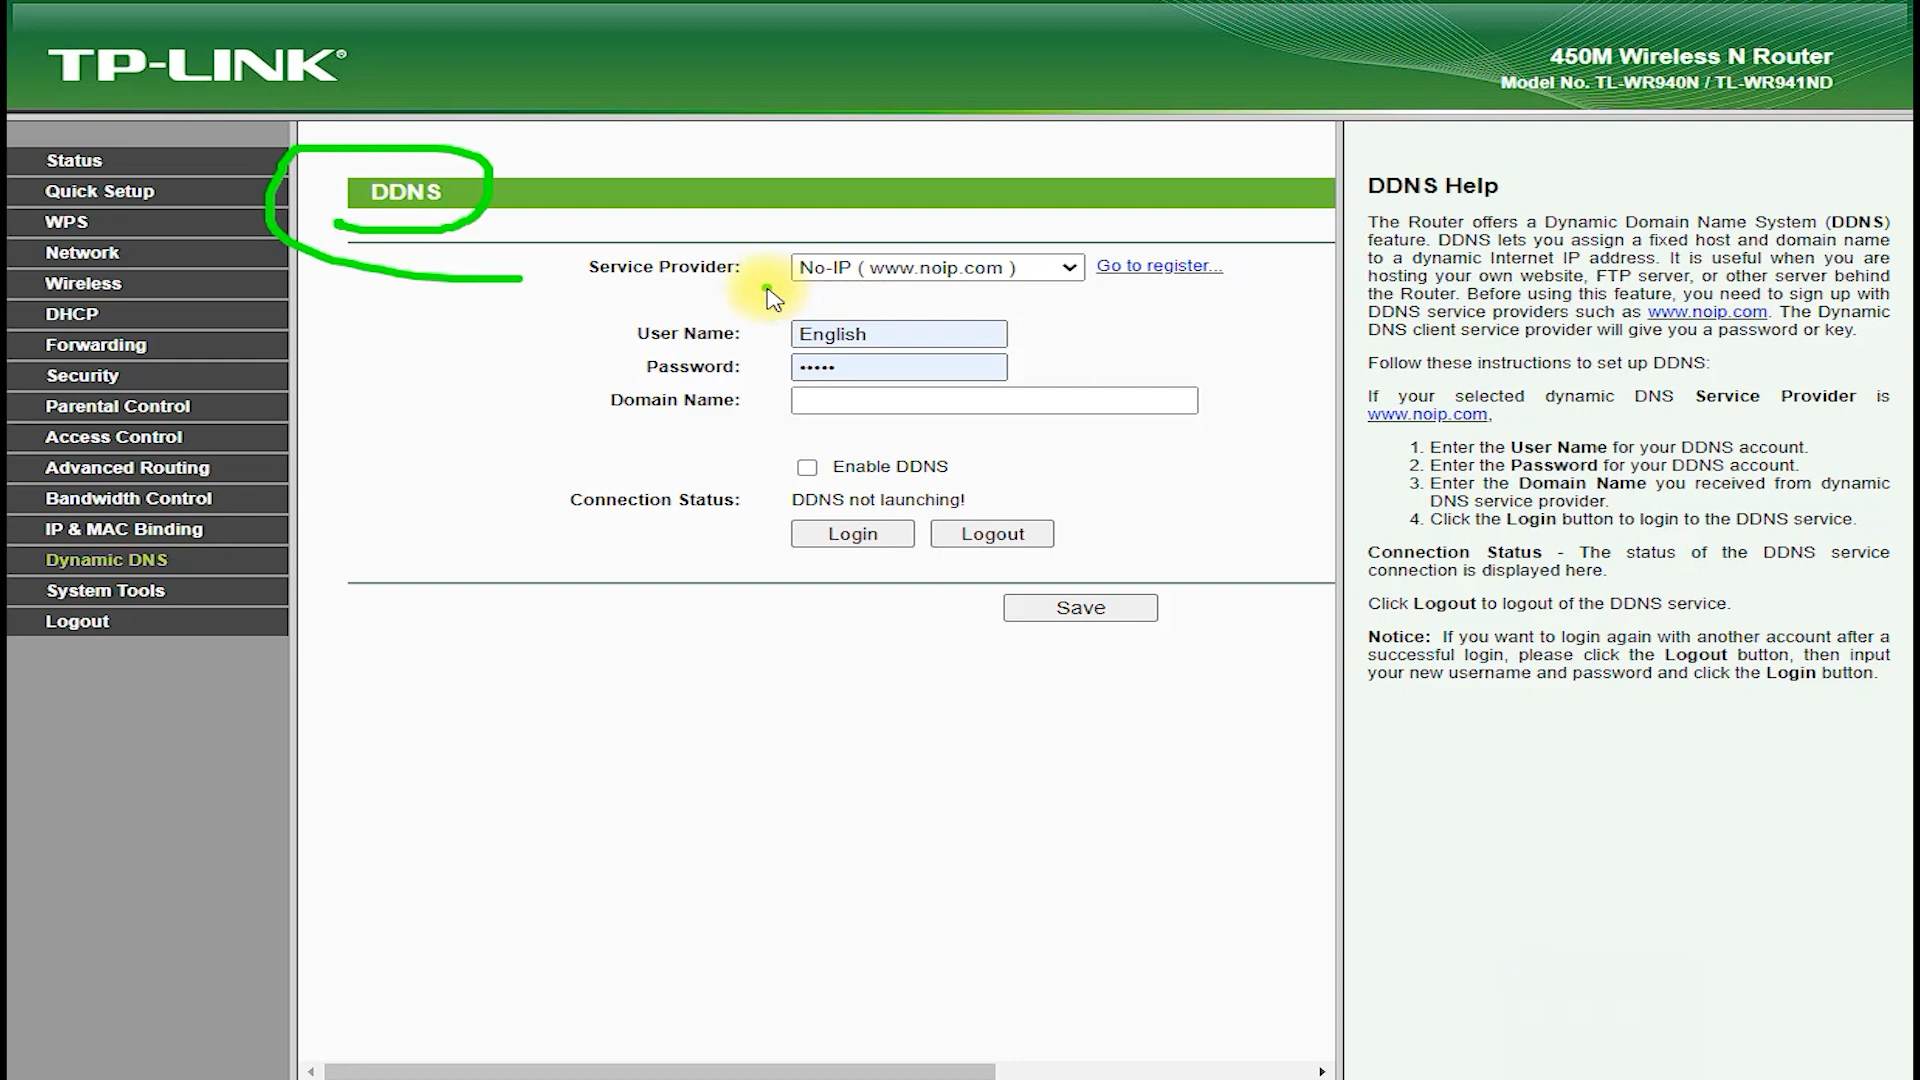 TP-LINK®
450M Wireless N Router
Model No. TL-WR940N / TL-WR941ND
Status
Quick Setup
WPS
Network
Wireless
DHCP
Forwarding
Security
Parental Control
Access Control
Advanced Routing
Bandwidth Control
IP & MAC Binding
Dynamic DNS
System Tools
Logout
DDNS
Service Provider: No-IP ( www.noip.com ) Go to register...
User Name: English
Password: •••••
Domain Name:
Enable DDNS
Connection Status: DDNS not launching!
Login Logout
Save
DDNS Help
The Router offers a Dynamic Domain Name System (DDNS)
feature. DDNS lets you assign a fixed host and domain name
to a dynamic Internet IP address. It is useful when you are
hosting your own website, FTP server, or other server behind
the Router. Before using this feature, you need to sign up with
DDNS service providers such as www.noip.com. The Dynamic
DNS client service provider will give you a password or key.
Follow these instructions to set up DDNS:
If your selected dynamic DNS Service Provider is
www.noip.com,
1. Enter the User Name for your DDNS account.
2. Enter the Password for your DDNS account.
3. Enter the Domain Name you received from dynamic
DNS service provider.
4. Click the Login button to login to the DDNS service.
Connection Status - The status of the DDNS service
connection is displayed here.
Click Logout to logout of the DDNS service.
Notice: If you want to login again with another account after a
successful login, please click the Logout button, then input
your new username and password and click the Login button.